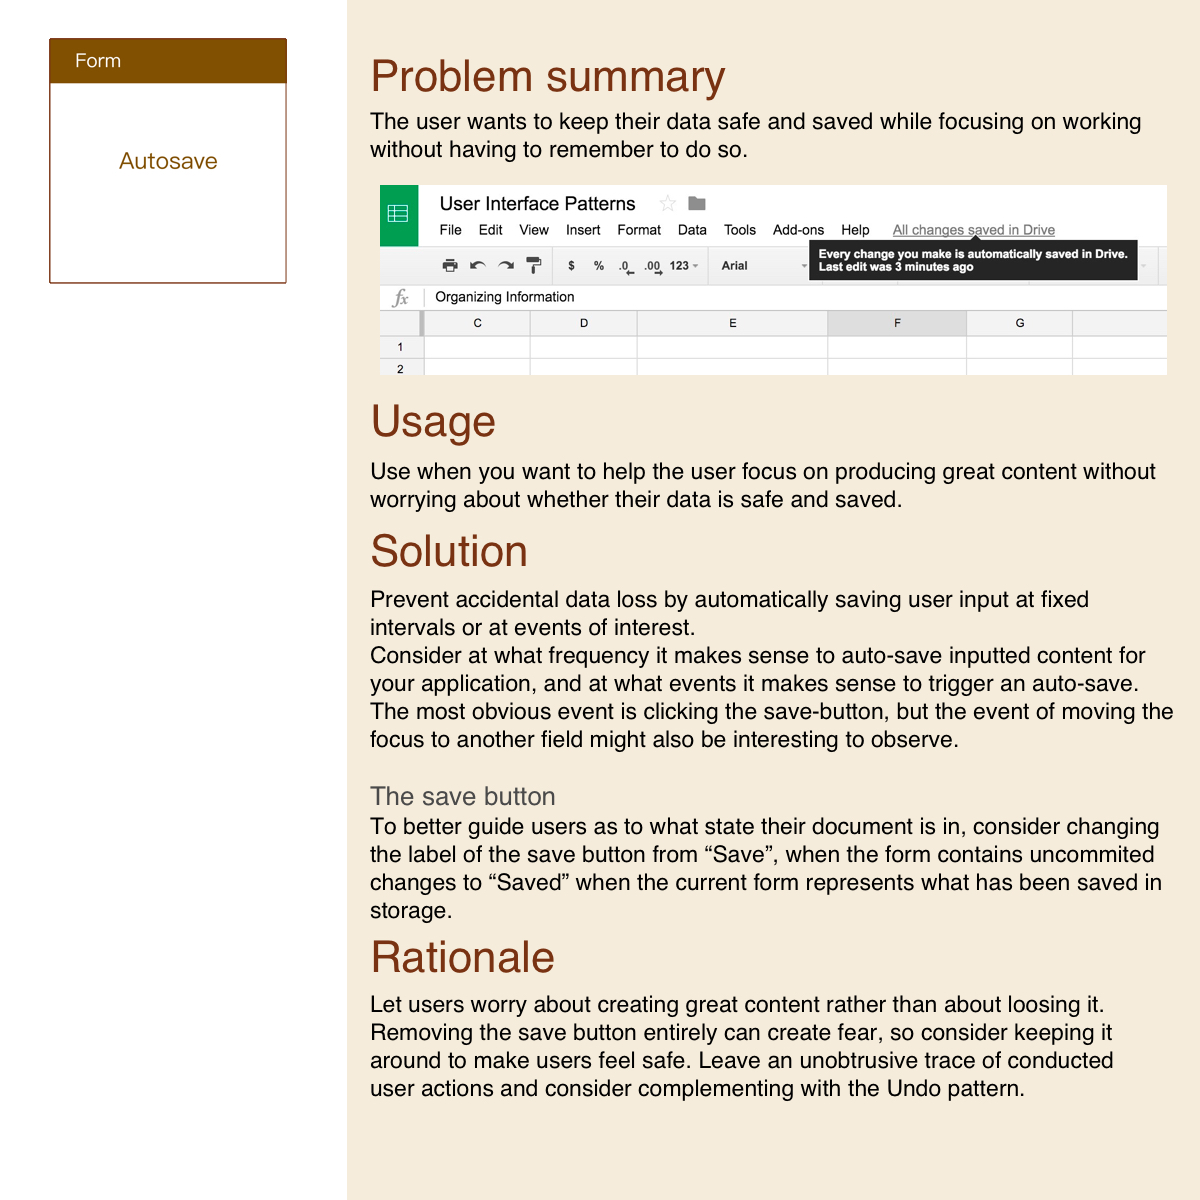 Form
Autosave
Problem summary
The user wants to keep their data safe and saved while focusing on working
without having to remember to do so.
User Interface Patterns
File Edit View Insert Format Data Tools Add-ons Help All changes saved in Drive
Every change you make is automatically saved in Drive.
Last edit was 3 minutes ago
$ % .0 .00 123 Arial
fx Organizing Information
C D E F G
1
2
Usage
Use when you want to help the user focus on producing great content without
worrying about whether their data is safe and saved.
Solution
Prevent accidental data loss by automatically saving user input at fixed
intervals or at events of interest.
Consider at what frequency it makes sense to auto-save inputted content for
your application, and at what events it makes sense to trigger an auto-save.
The most obvious event is clicking the save-button, but the event of moving the
focus to another field might also be interesting to observe.
The save button
To better guide users as to what state their document is in, consider changing
the label of the save button from “Save”, when the form contains uncommited
changes to “Saved” when the current form represents what has been saved in
storage.
Rationale
Let users worry about creating great content rather than about loosing it.
Removing the save button entirely can create fear, so consider keeping it
around to make users feel safe. Leave an unobtrusive trace of conducted
user actions and consider complementing with the Undo pattern.